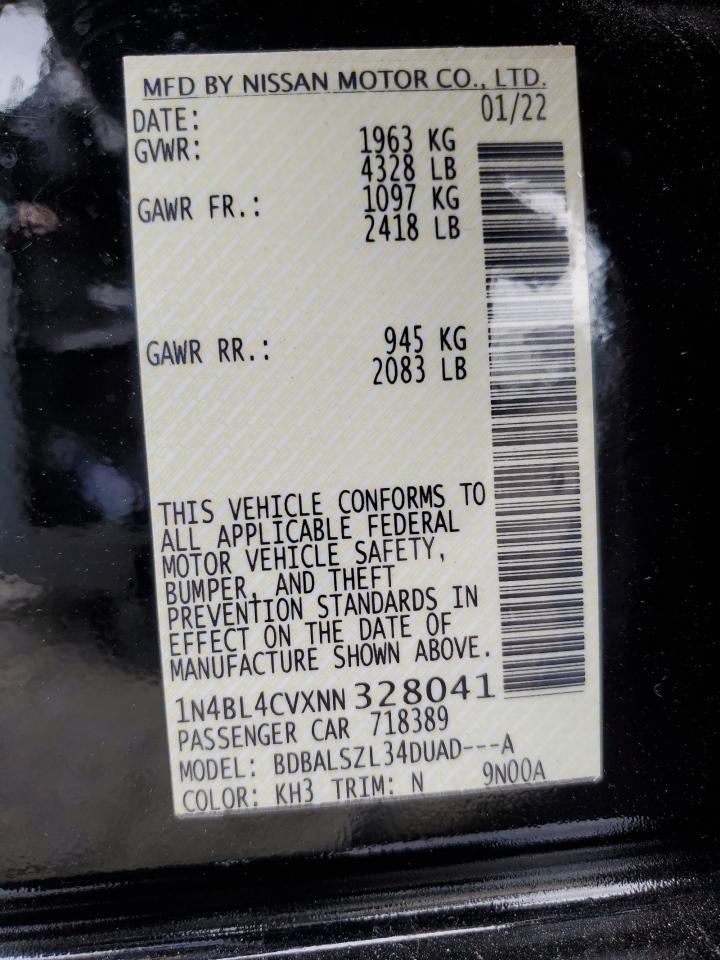 MFD BY NISSAN MOTOR CO., LTD.
DATE: 01/22
GVWR: 1963 KG
4328 LB
GAWR FR.: 1097 KG
2418 LB
GAWR RR.: 945 KG
2083 LB
THIS VEHICLE CONFORMS TO
ALL APPLICABLE FEDERAL
MOTOR VEHICLE SAFETY,
BUMPER, AND THEFT
PREVENTION STANDARDS IN
EFFECT ON THE DATE OF
MANUFACTURE SHOWN ABOVE.
1N4BL4CVXNN 328041
PASSENGER CAR 718389
MODEL: BDBALSZL34DUAD---A
COLOR: KH3 TRIM: N 9N00A